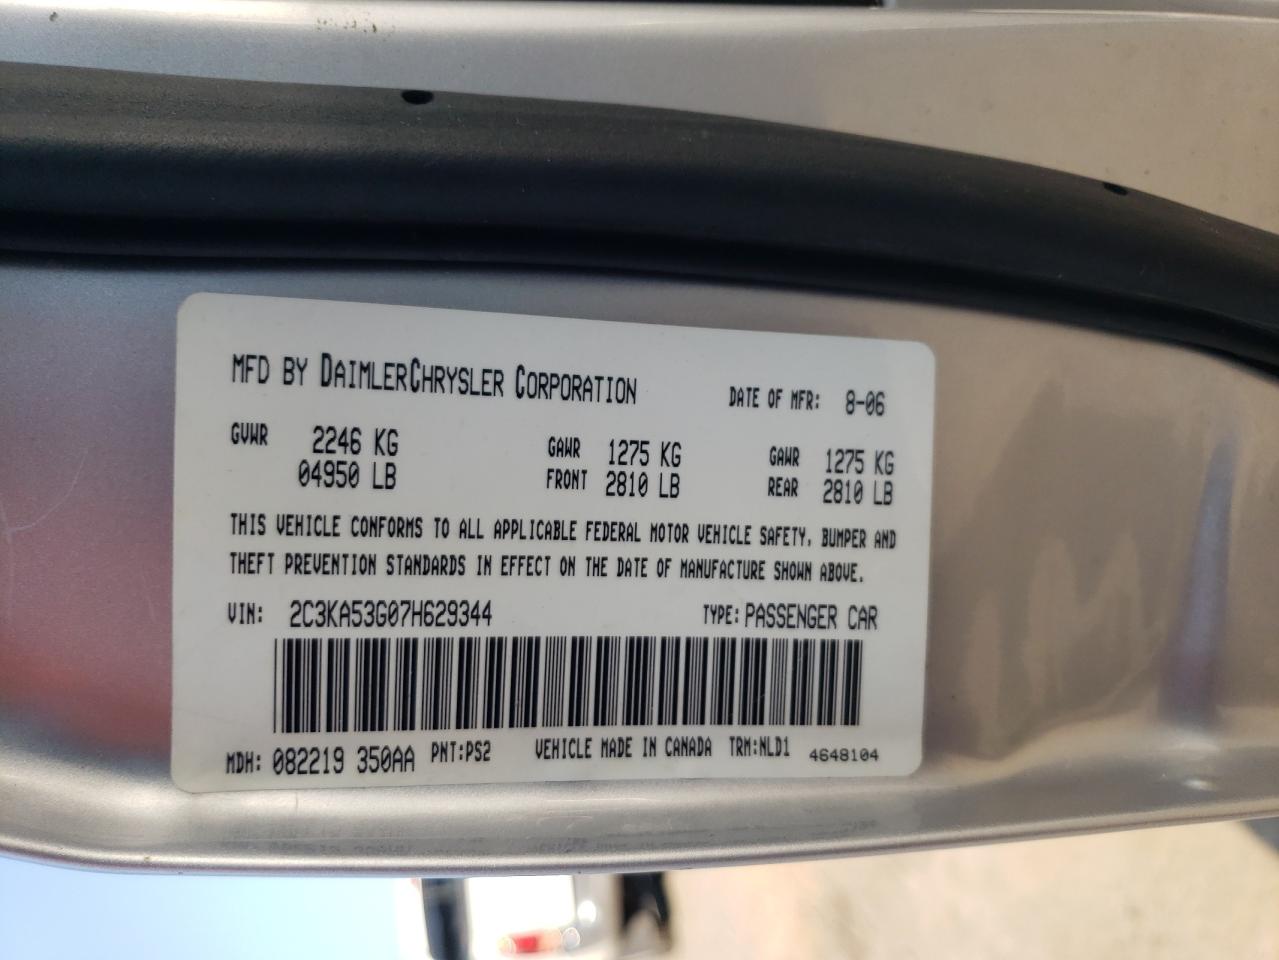 MFD BY DAIMLERCHRYSLER CORPORATION DATE OF MFR: 8-06
GVWR 2246 KG GAWR 1275 KG GAWR 1275 KG
04950 LB FRONT 2810 LB REAR 2810 LB
THIS VEHICLE CONFORMS TO ALL APPLICABLE FEDERAL MOTOR VEHICLE SAFETY, BUMPER AND
THEFT PREVENTION STANDARDS IN EFFECT ON THE DATE OF MANUFACTURE SHOWN ABOVE.
VIN: 2C3KA53G07H629344 TYPE: PASSENGER CAR
MDH: 082219 350AA PNT:PS2 VEHICLE MADE IN CANADA TRM:NLD1 4648104